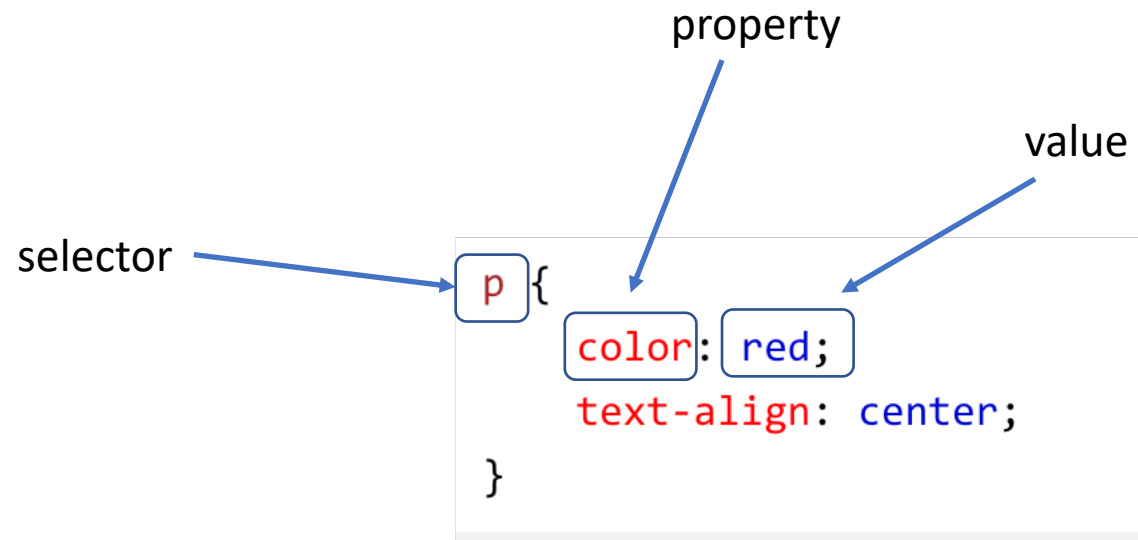 property
value
selector
p {
color: red;
text-align: center;
}